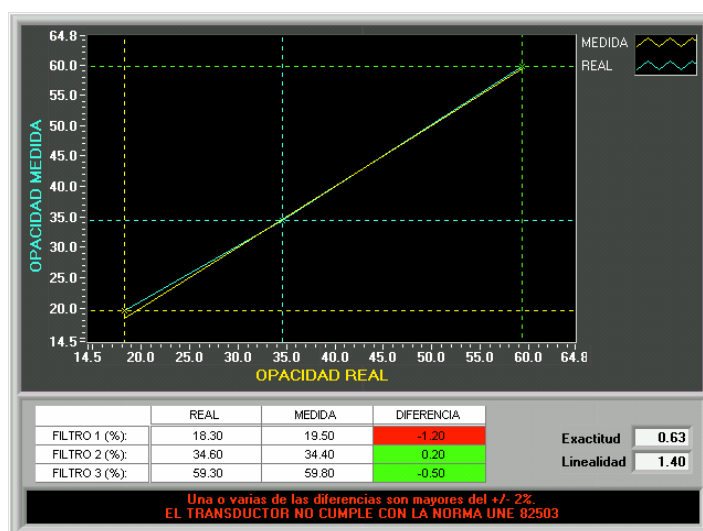 64.8
60.0
55.0
50.0
45.0
40.0
35.0
30.0
25.0
20.0
14.5
OPACIDAD MEDIDA
14.5 20.0 25.0 30.0 35.0 40.0 45.0 50.0 55.0 60.0 64.8
OPACIDAD REAL
MEDIDA
REAL
REAL MEDIDA DIFERENCIA
FILTRO 1 (%): 18.30 19.50 -1.20
FILTRO 2 (%): 34.60 34.40 0.20
FILTRO 3 (%): 59.30 59.80 -0.50
Exactitud 0.63
Linealidad 1.40
Una o varias de las diferencias son mayores del +/- 2%.
EL TRANSDUCTOR NO CUMPLE CON LA NORMA UNE 82503